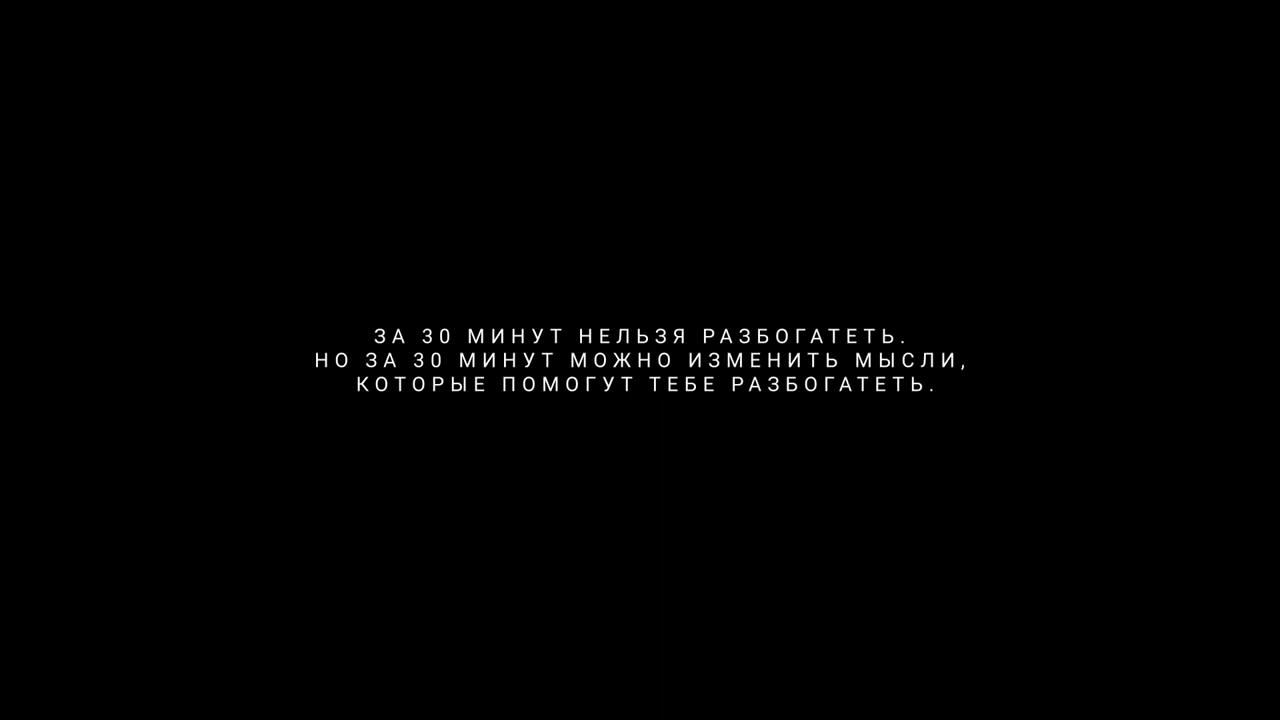 ЗА 30 МИНУТ НЕЛЬЗЯ РАЗБОГАТЕТЬ.
НО ЗА 30 МИНУТ МОЖНО ИЗМЕНИТЬ МЫСЛИ,
КОТОРЫЕ ПОМОГУТ ТЕБЕ РАЗБОГАТЕТЬ.